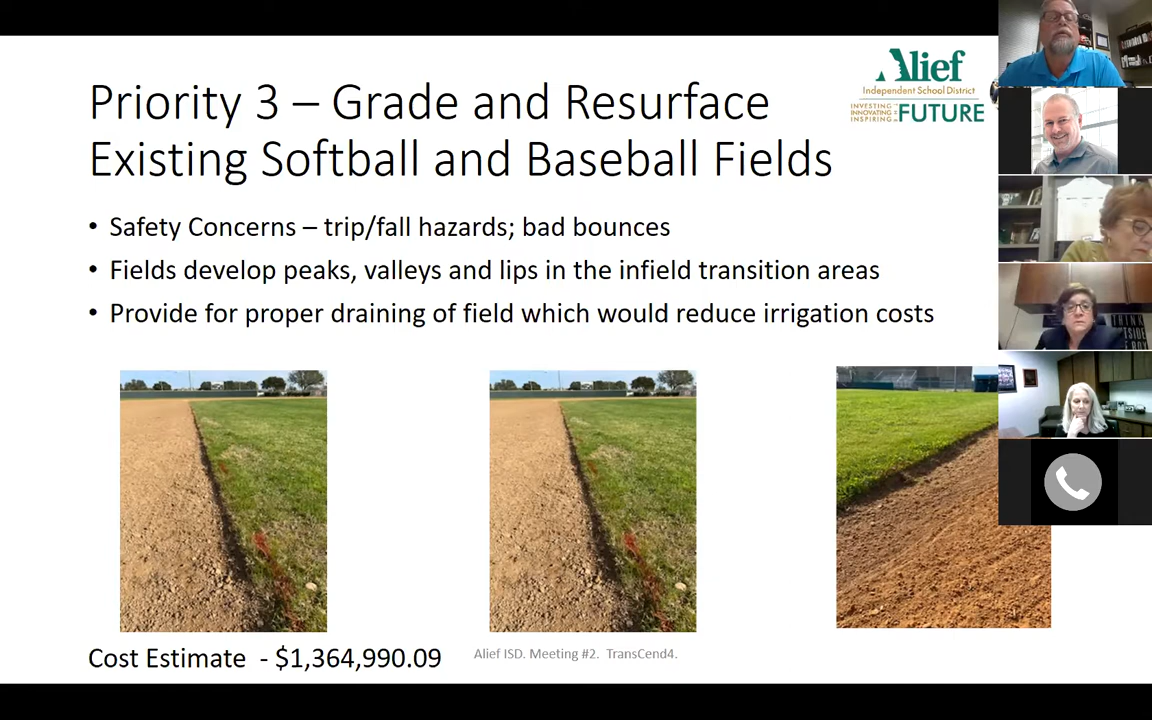 Alief
Independent School District
INVESTING
INNOVATING
INSPIRING
FUTURE
Priority 3 – Grade and Resurface
Existing Softball and Baseball Fields
• Safety Concerns – trip/fall hazards; bad bounces
• Fields develop peaks, valleys and lips in the infield transition areas
• Provide for proper draining of field which would reduce irrigation costs
THINK
Cost Estimate - $1,364,990.09
Alief ISD. Meeting #2. TransCend4.